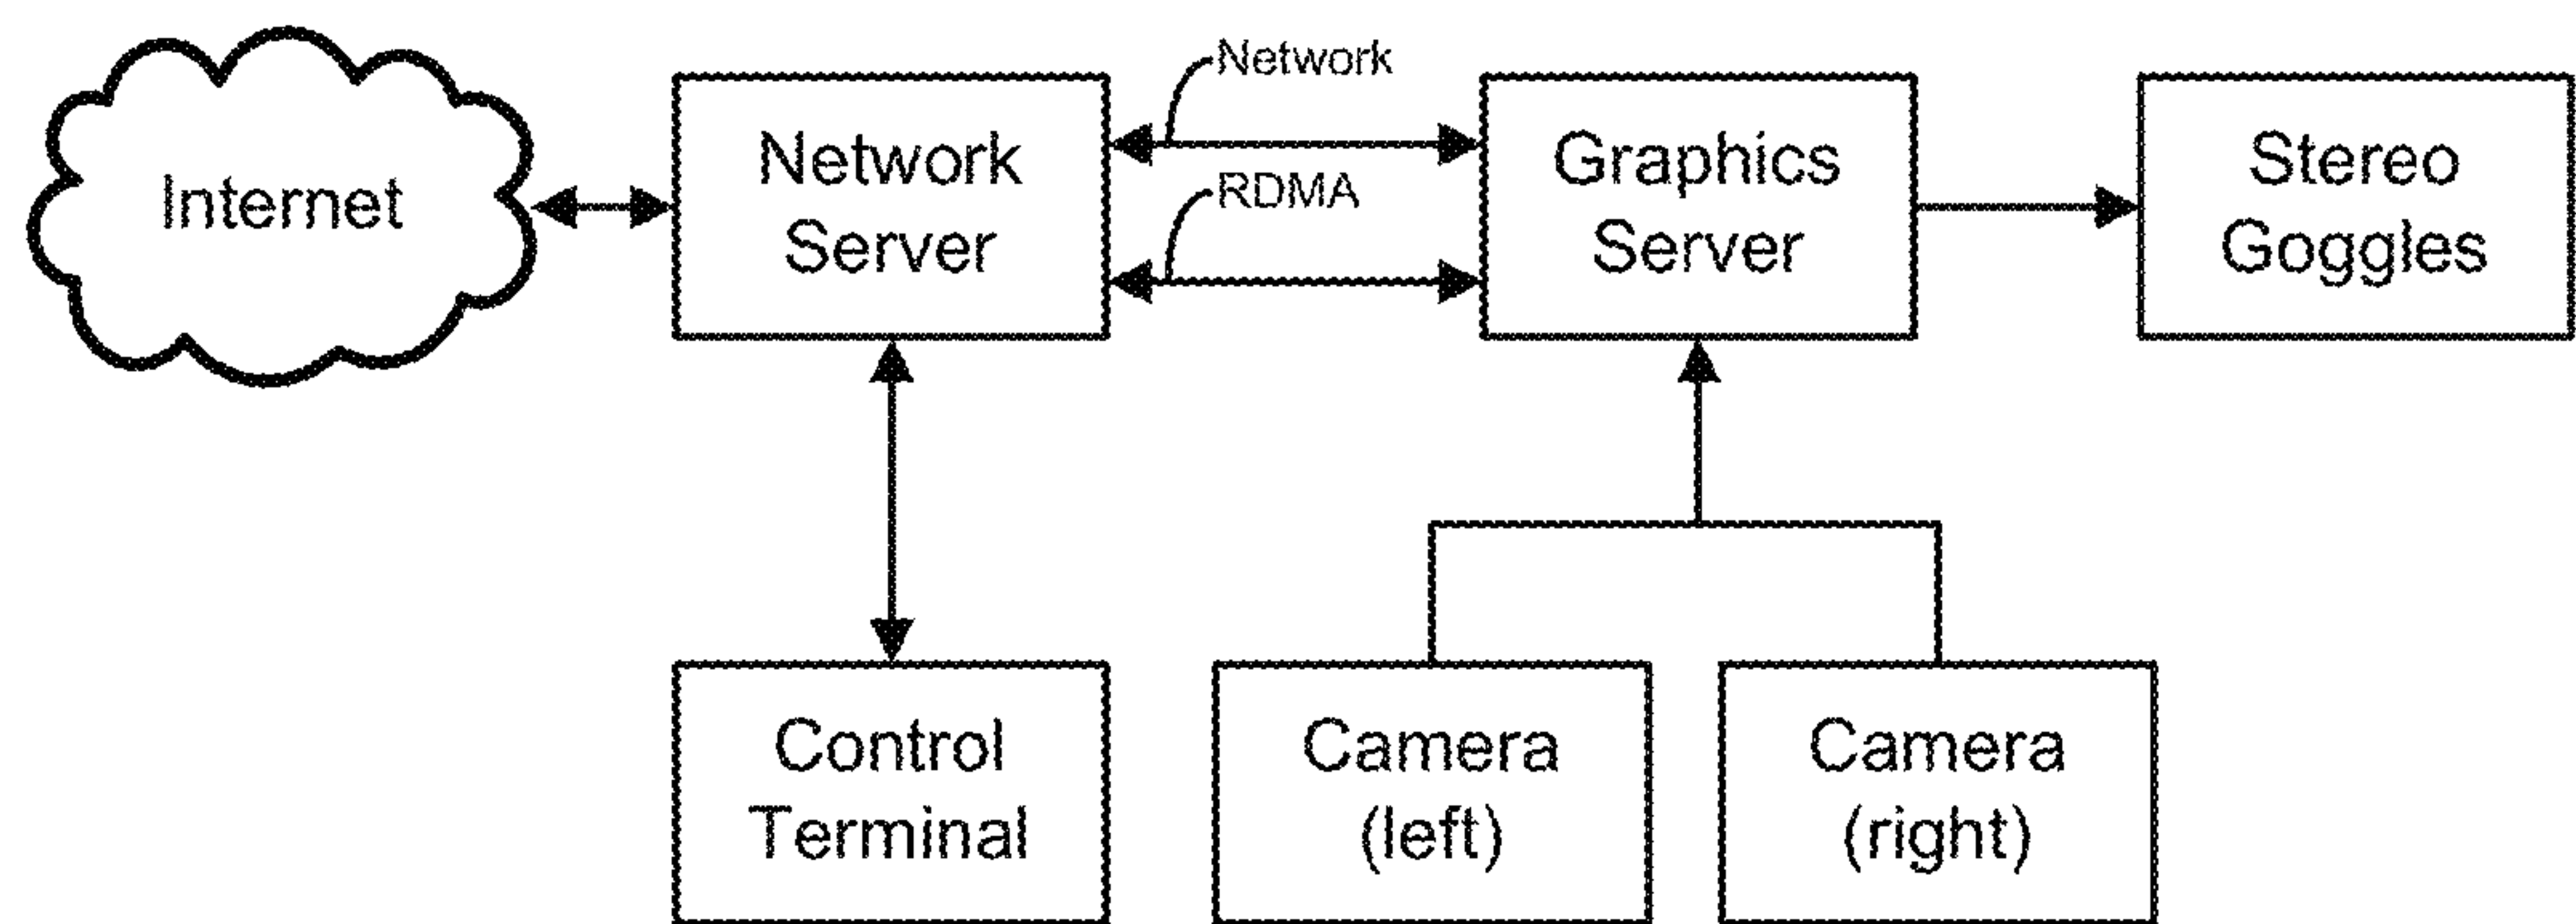 Internet
Network
Server
Network
RDMA
Graphics
Server
Stereo
Goggles
Control
Terminal
Camera
(left)
Camera
(right)